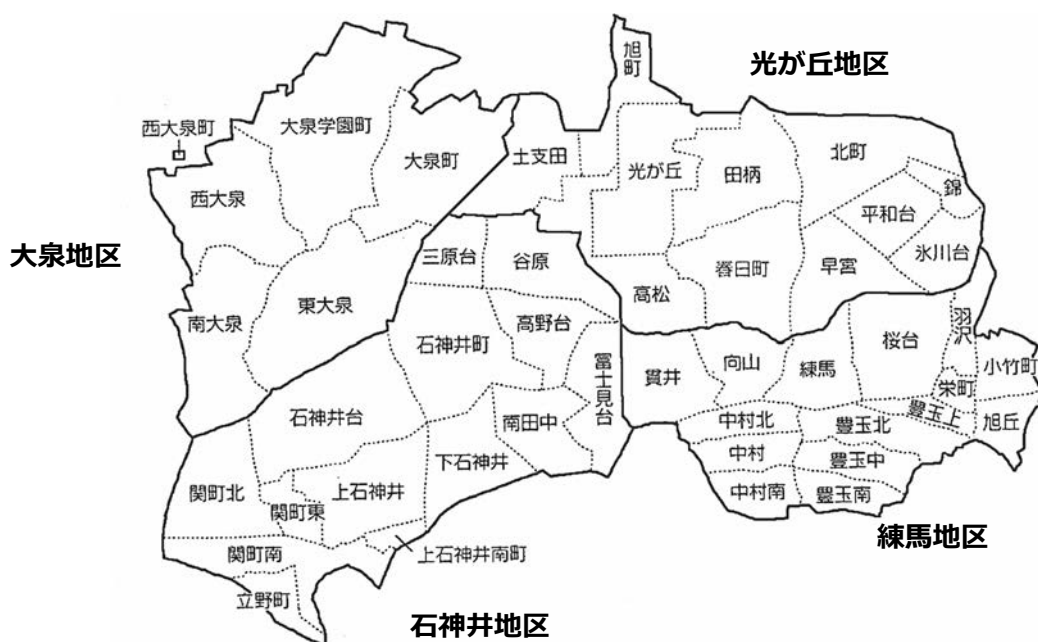 旭町
光が丘地区
西大泉町
大泉学園町
大泉町
土支田
光が丘
田柄
北町
錦
西大泉
平和台
氷川台
大泉地区
三原台
谷原
春日町
早宮
高松
南大泉
東大泉
高野台
石神井町
羽沢
桜台
小竹町
富士見台
貫井
向山
練馬
栄町
石神井台
南田中
中村北
豊玉北
豊玉上
旭丘
下石神井
中村
豊玉中
関町北
上石神井
中村南
豊玉南
関町東
練馬地区
関町南
上石神井南町
立野町
石神井地区